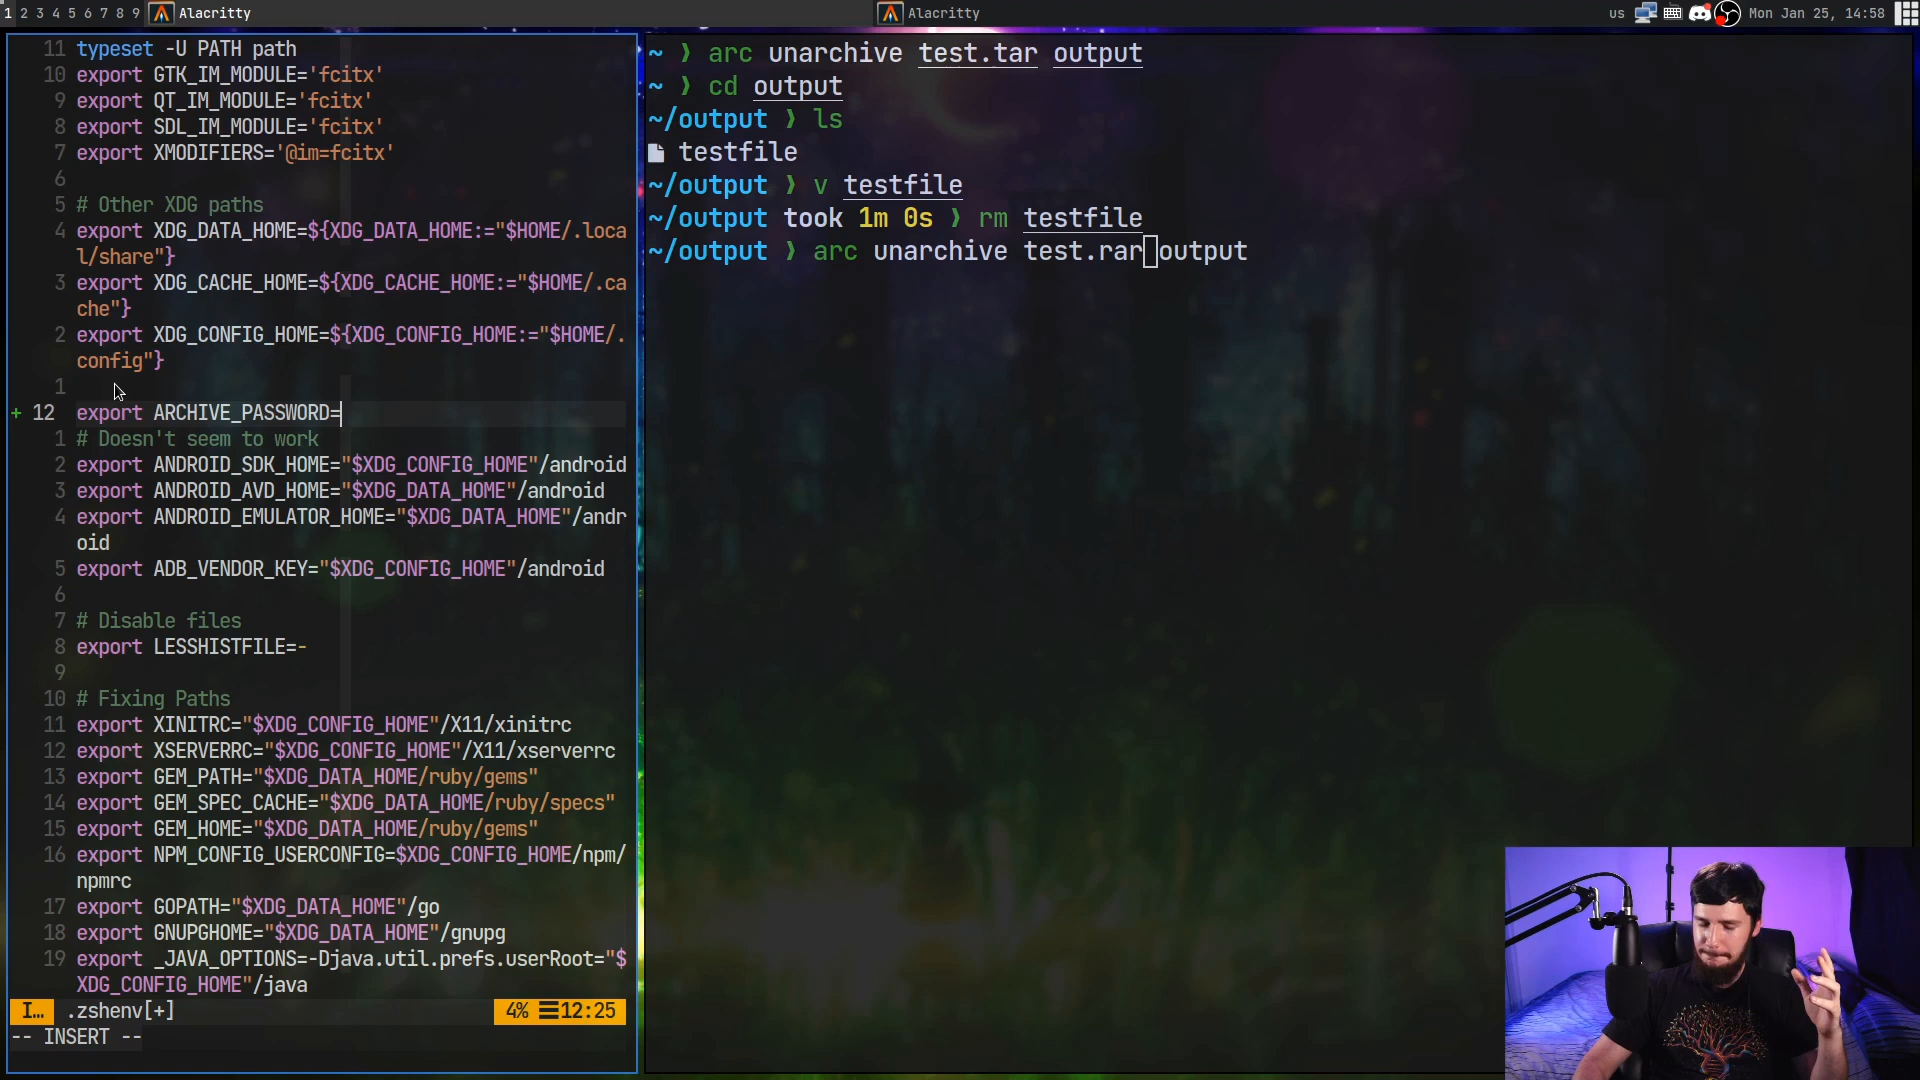 1 2 3 4 5 6 7 8 9 Alacritty
Alacritty
us Mon Jan 25, 14:58
11 typeset -U PATH path
10 export GTK_IM_MODULE='fcitx'
9 export QT_IM_MODULE='fcitx'
8 export SDL_IM_MODULE='fcitx'
7 export XMODIFIERS='@im=fcitx'
6
5 # Other XDG paths
4 export XDG_DATA_HOME=${XDG_DATA_HOME:="$HOME/.loca
l/share"}
3 export XDG_CACHE_HOME=${XDG_CACHE_HOME:="$HOME/.ca
che"}
2 export XDG_CONFIG_HOME=${XDG_CONFIG_HOME:="$HOME/.
config"}
1
+ 12 export ARCHIVE_PASSWORD=
1 # Doesn't seem to work
2 export ANDROID_SDK_HOME="$XDG_CONFIG_HOME"/android
3 export ANDROID_AVD_HOME="$XDG_DATA_HOME"/android
4 export ANDROID_EMULATOR_HOME="$XDG_DATA_HOME"/andr
oid
5 export ADB_VENDOR_KEY="$XDG_CONFIG_HOME"/android
6
7 # Disable files
8 export LESSHISTFILE=-
9
10 # Fixing Paths
11 export XINITRC="$XDG_CONFIG_HOME"/X11/xinitrc
12 export XSERVERRC="$XDG_CONFIG_HOME"/X11/xserverrc
13 export GEM_PATH="$XDG_DATA_HOME/ruby/gems"
14 export GEM_SPEC_CACHE="$XDG_DATA_HOME/ruby/specs"
15 export GEM_HOME="$XDG_DATA_HOME/ruby/gems"
16 export NPM_CONFIG_USERCONFIG=$XDG_CONFIG_HOME/npm/
npmrc
17 export GOPATH="$XDG_DATA_HOME"/go
18 export GNUPGHOME="$XDG_DATA_HOME"/gnupg
19 export _JAVA_OPTIONS=-Djava.util.prefs.userRoot="$
XDG_CONFIG_HOME"/java
I… .zshenv[+] 4% ☰12:25
-- INSERT --
~ ❯ arc unarchive test.tar output
~ ❯ cd output
~/output ❯ ls
testfile
~/output ❯ v testfile
~/output took 1m 0s ❯ rm testfile
~/output ❯ arc unarchive test.rar output